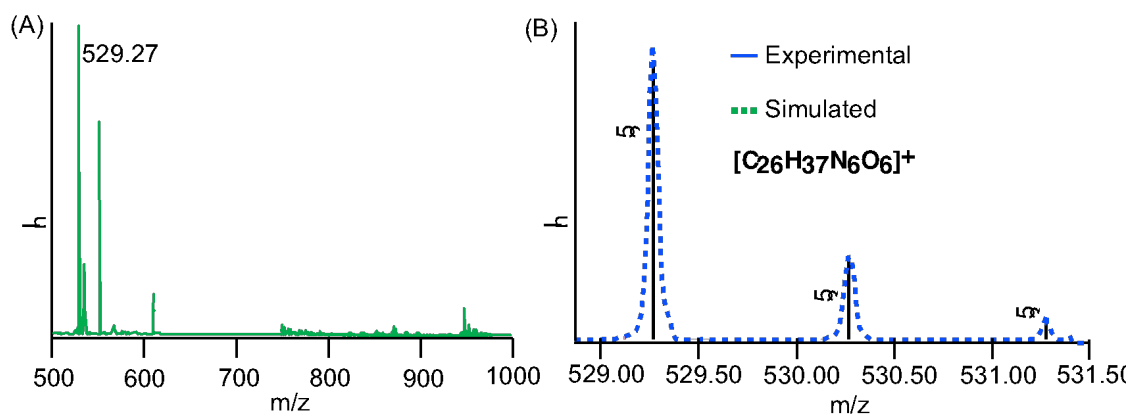 (A)
529.27
500 600 700 800 900 1000
m/z
(B)
Experimental
Simulated
[C26H37N6O6]+
529.00 529.50 530.00 530.50 531.00 531.50
m/z